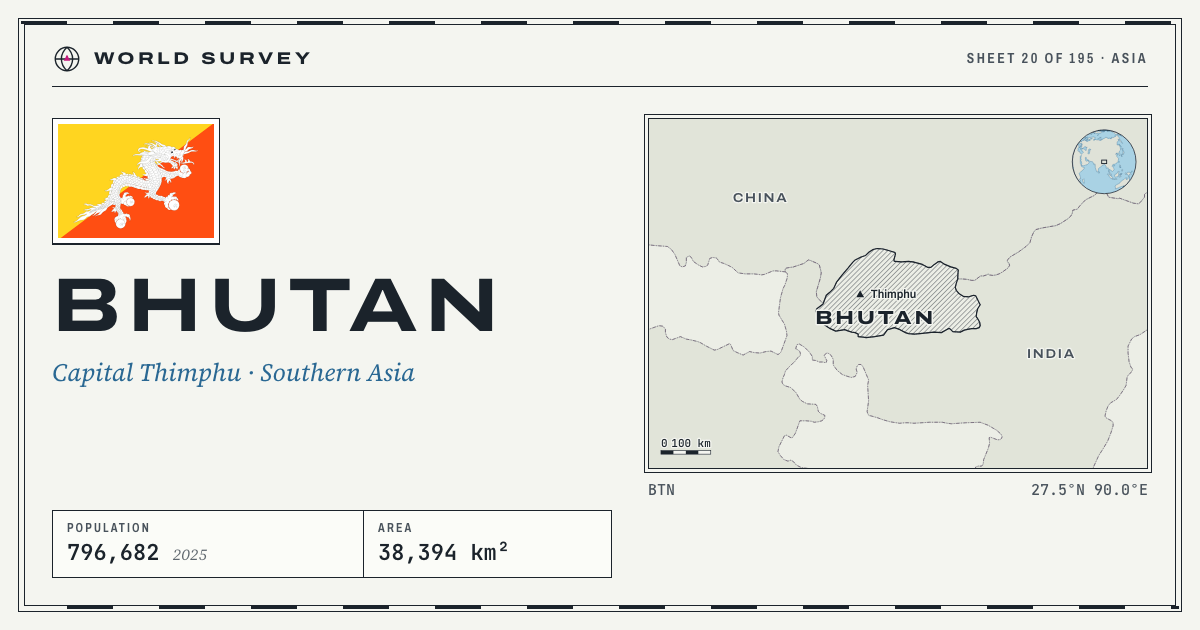 WORLD SURVEY
SHEET 20 OF 195 · ASIA
BHUTAN
Capital Thimphu · Southern Asia
POPULATION
796,682 2025
AREA
38,394 km²
CHINA
Thimphu
BHUTAN
INDIA
0 100 km
BTN
27.5°N 90.0°E